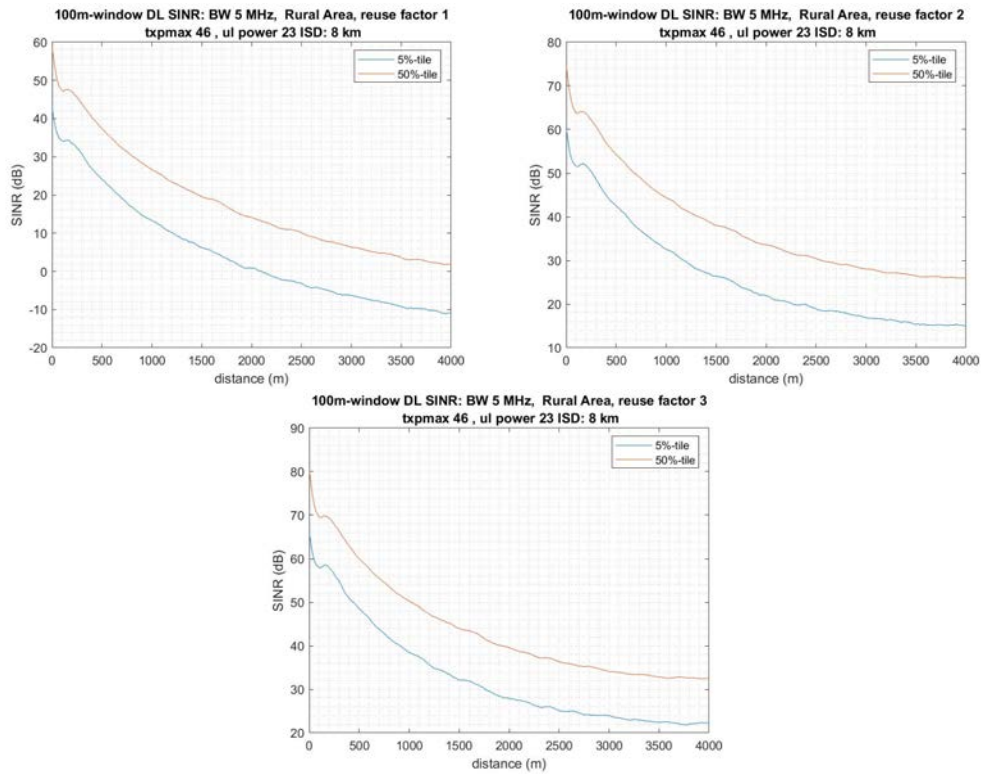 100m-window DL SINR: BW 5 MHz, Rural Area, reuse factor 1
txpmax 46 , ul power 23 ISD: 8 km
60
50
40
30
20
10
0
-10
-20
SINR (dB)
5%-tile
50%-tile
0 500 1000 1500 2000 2500 3000 3500 4000
distance (m)
100m-window DL SINR: BW 5 MHz, Rural Area, reuse factor 2
txpmax 46 , ul power 23 ISD: 8 km
80
70
60
50
40
30
20
10
SINR (dB)
5%-tile
50%-tile
0 500 1000 1500 2000 2500 3000 3500 4000
distance (m)
100m-window DL SINR: BW 5 MHz, Rural Area, reuse factor 3
txpmax 46 , ul power 23 ISD: 8 km
90
80
70
60
50
40
30
20
SINR (dB)
5%-tile
50%-tile
0 500 1000 1500 2000 2500 3000 3500 4000
distance (m)